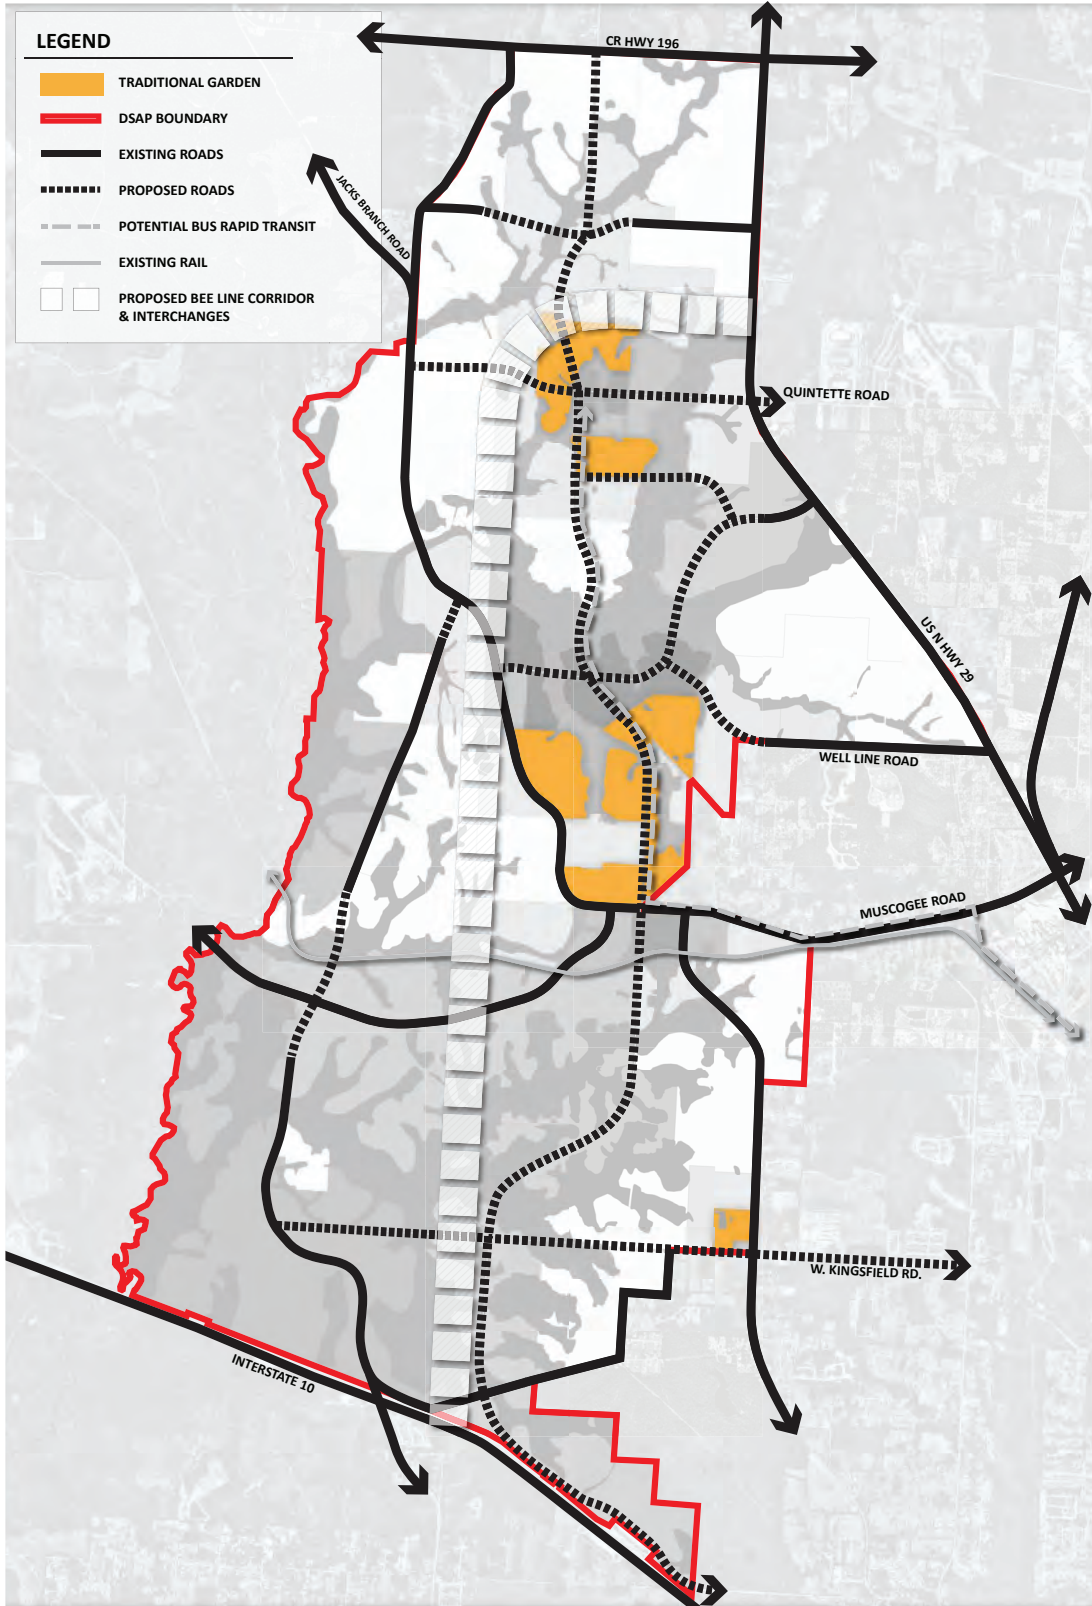 LEGEND
TRADITIONAL GARDEN
DSAP BOUNDARY
EXISTING ROADS
PROPOSED ROADS
POTENTIAL BUS RAPID TRANSIT
EXISTING RAIL
PROPOSED BEE LINE CORRIDOR
& INTERCHANGES
CR HWY 196
JACKS BRANCH ROAD
QUINTETTE ROAD
US N HWY 29
WELL LINE ROAD
MUSCOGEE ROAD
W. KINGSFIELD RD.
INTERSTATE 10